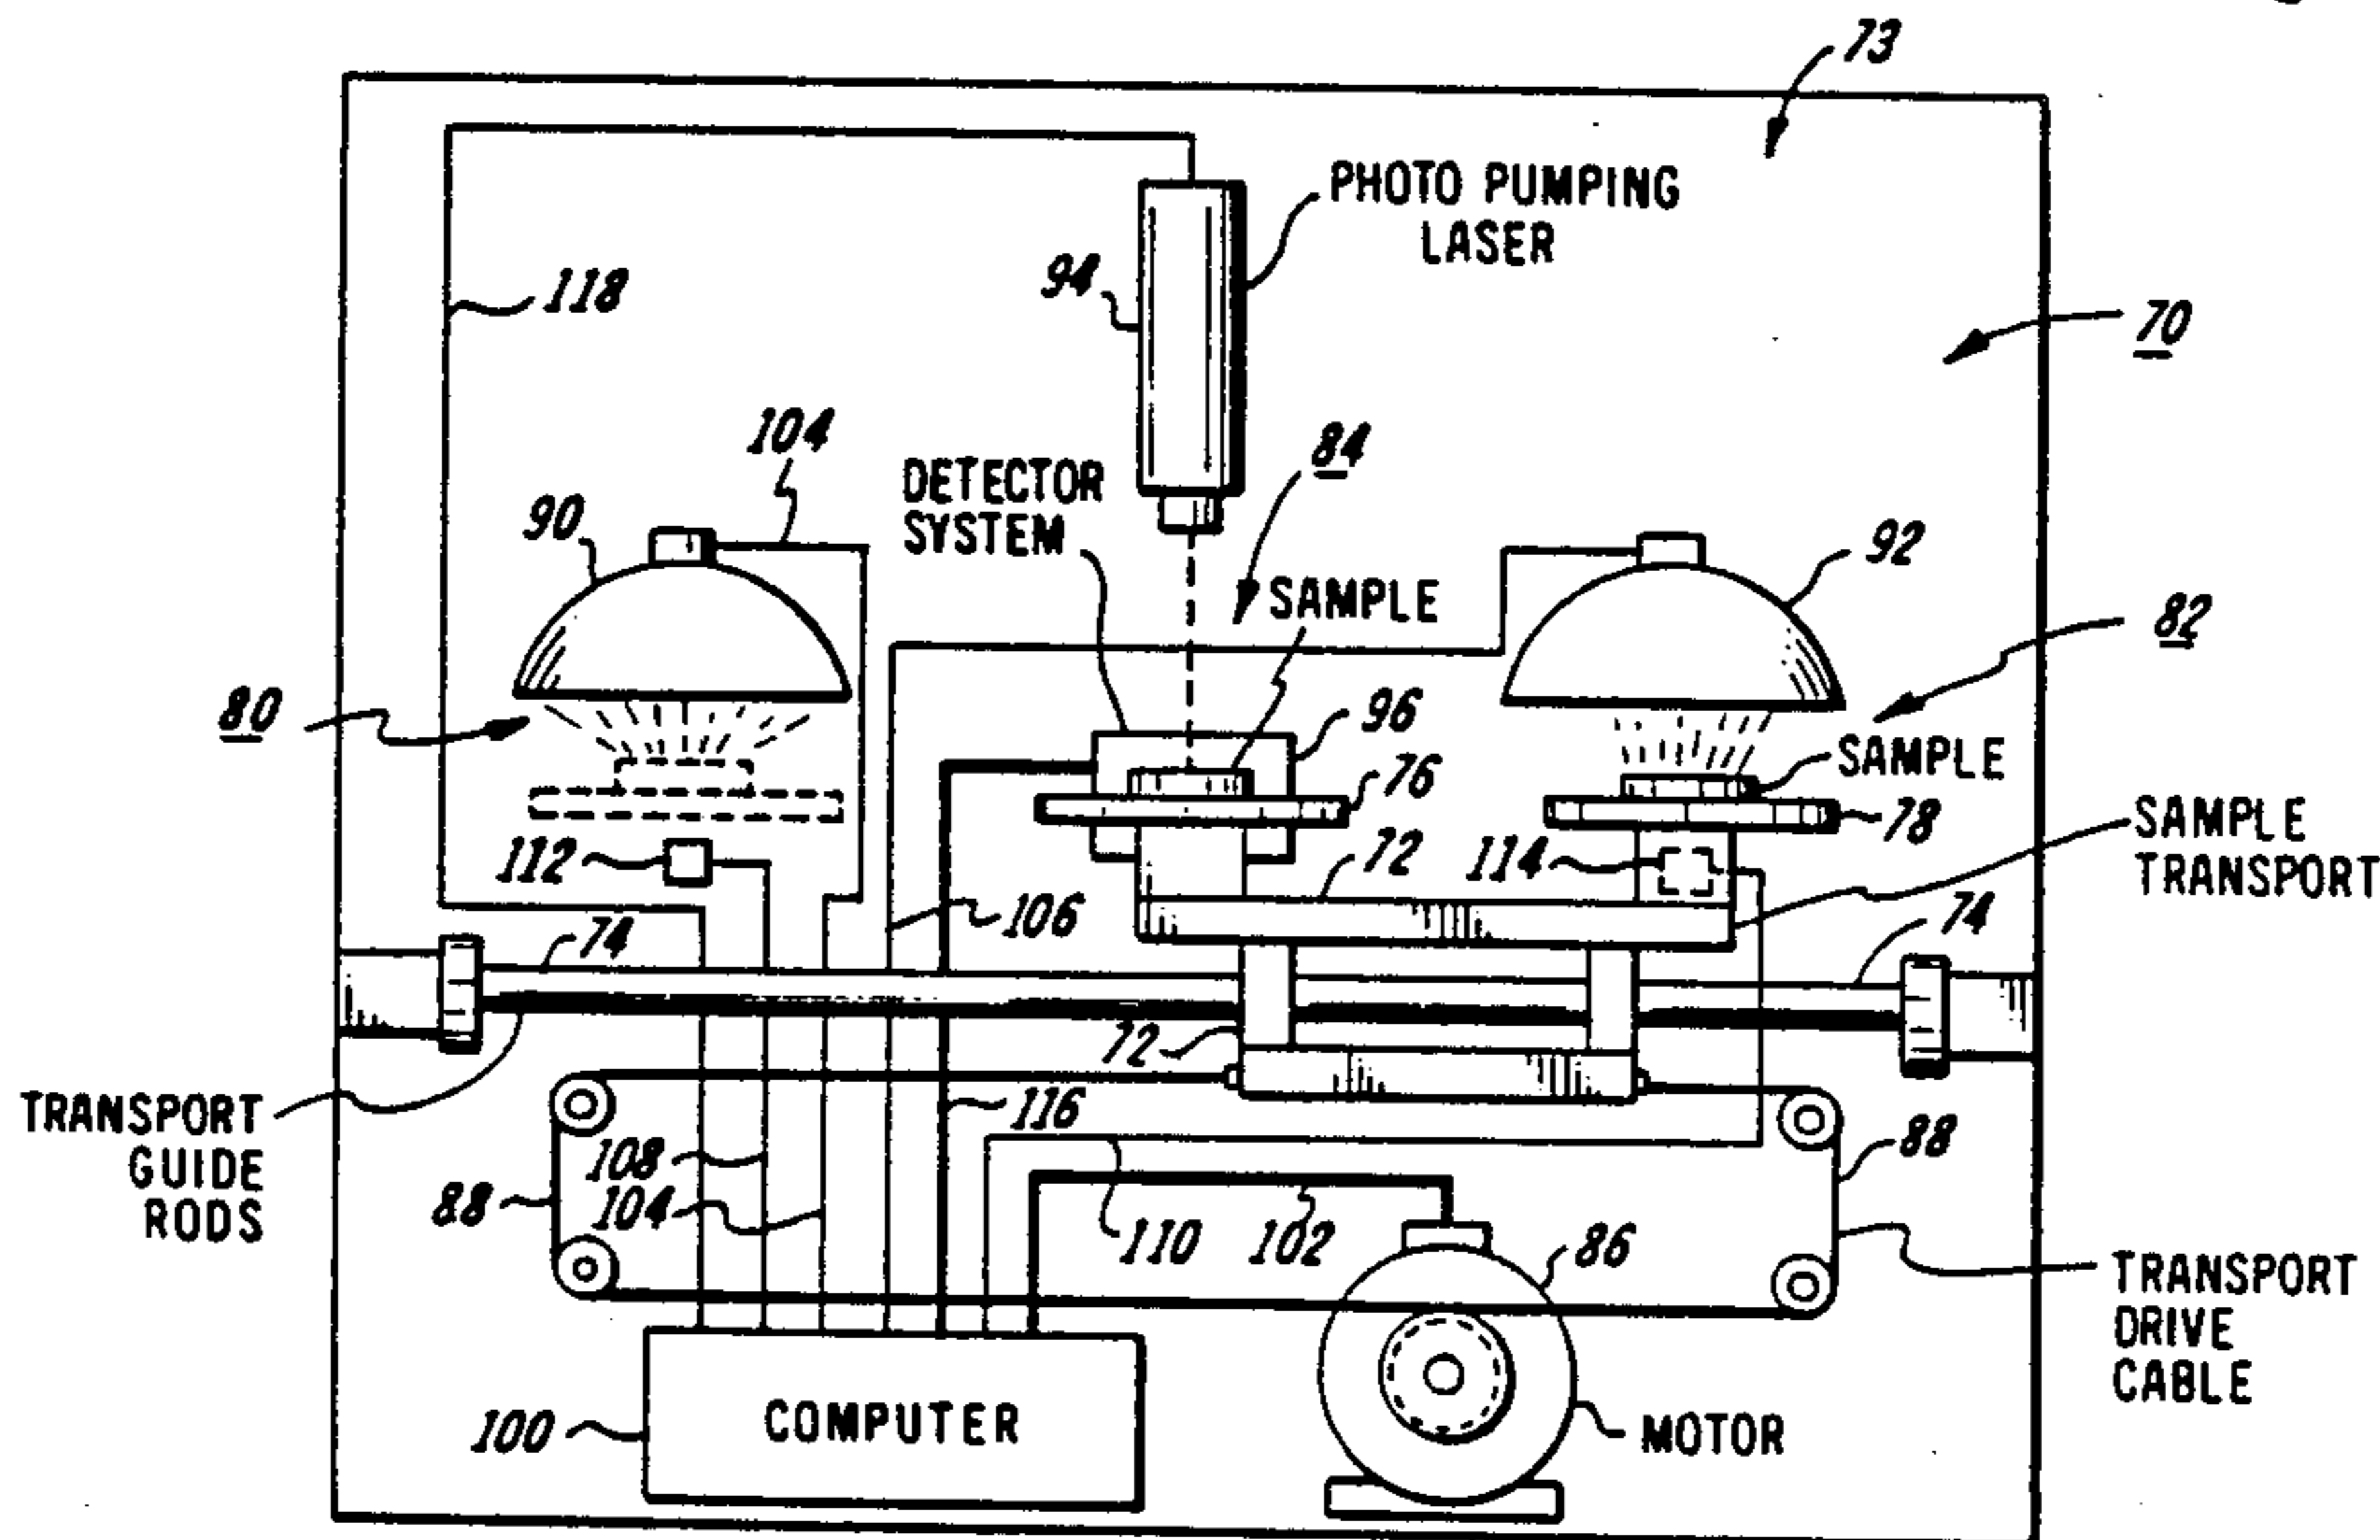 73
PHOTO PUMPING
LASER
94
118
70
104
84
DETECTOR
SYSTEM
90
92
SAMPLE
82
80
96
SAMPLE
76
78
SAMPLE
TRANSPORT
112
72
114
106
74
74
72
TRANSPORT
GUIDE
RODS
116
108
88
88
104
110
102
86
TRANSPORT
DRIVE
CABLE
100
COMPUTER
MOTOR